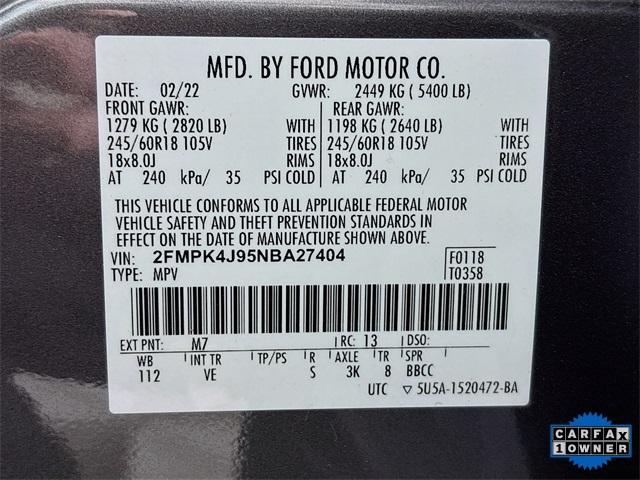 MFD. BY FORD MOTOR CO.
DATE: 02/22 GVWR: 2449 KG ( 5400 LB)
FRONT GAWR: REAR GAWR:
1279 KG ( 2820 LB) WITH 1198 KG ( 2640 LB) WITH
245/60R18 105V TIRES 245/60R18 105V TIRES
18x8.0J RIMS 18x8.0J RIMS
AT 240 kPa/ 35 PSI COLD AT 240 kPa/ 35 PSI COLD
THIS VEHICLE CONFORMS TO ALL APPLICABLE FEDERAL MOTOR
VEHICLE SAFETY AND THEFT PREVENTION STANDARDS IN
EFFECT ON THE DATE OF MANUFACTURE SHOWN ABOVE.
VIN: 2FMPK4J95NBA27404 F0118
TYPE: MPV T0358
EXT PNT: M7 RC: 13 DSO:
WB INT TR TP/PS R AXLE TR SPR
112 VE S 3K 8 BBCC
UTC ▽ 5U5A-1520472-BA
CARFAX
1 OWNER